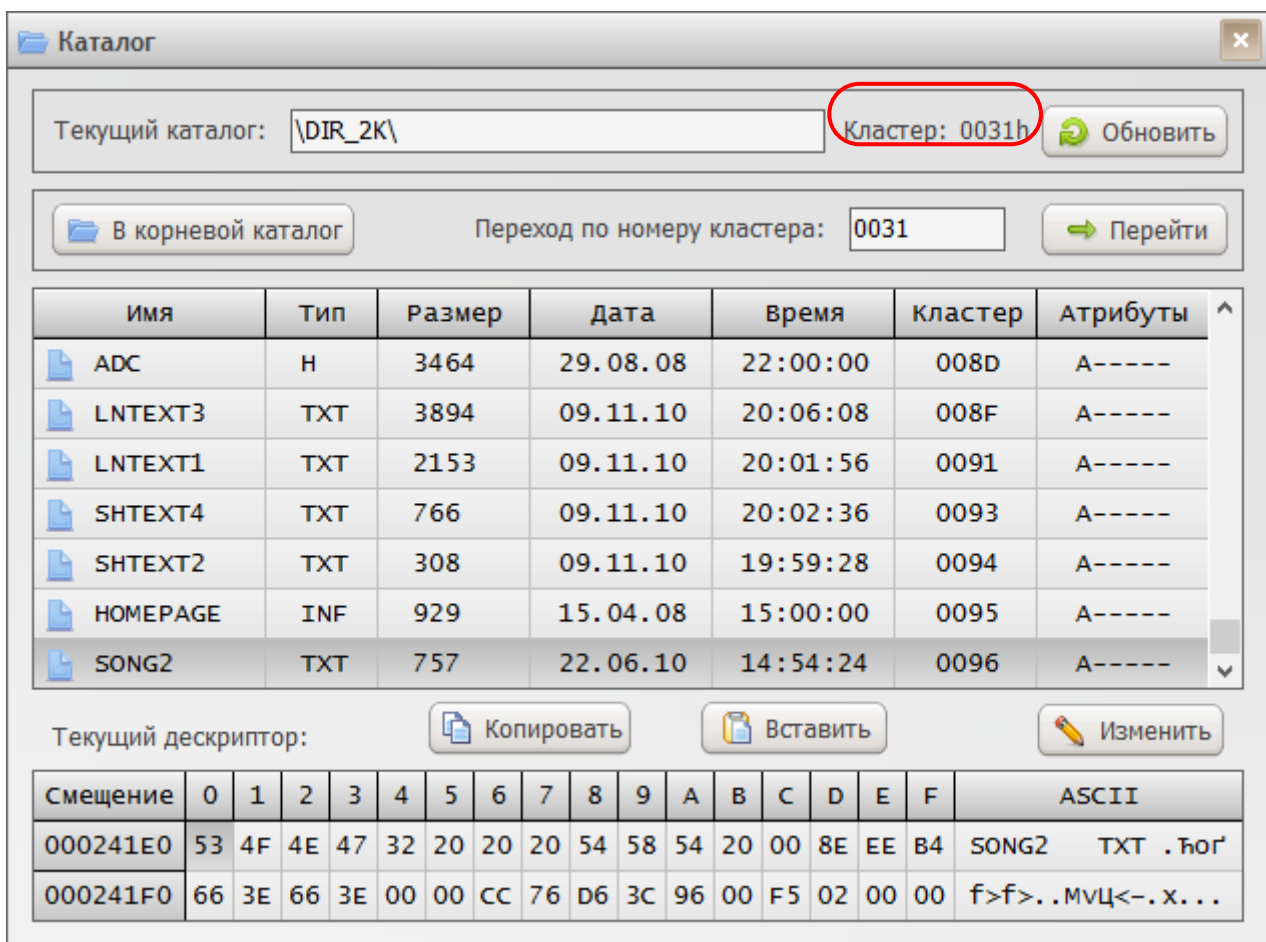 Каталог
Текущий каталог: \DIR_2K\ Кластер: 0031h Обновить
В корневой каталог Переход по номеру кластера: 0031 Перейти
Имя Тип Размер Дата Время Кластер Атрибуты
ADC H 3464 29.08.08 22:00:00 008D A-----
LNTEXT3 TXT 3894 09.11.10 20:06:08 008F A-----
LNTEXT1 TXT 2153 09.11.10 20:01:56 0091 A-----
SHTEXT4 TXT 766 09.11.10 20:02:36 0093 A-----
SHTEXT2 TXT 308 09.11.10 19:59:28 0094 A-----
HOMEPAGE INF 929 15.04.08 15:00:00 0095 A-----
SONG2 TXT 757 22.06.10 14:54:24 0096 A-----
Текущий дескриптор: Копировать Вставить Изменить
Смещение 0 1 2 3 4 5 6 7 8 9 A B C D E F ASCII
000241E0 53 4F 4E 47 32 20 20 20 54 58 54 20 00 8E EE B4 SONG2 TXT .Ћоґ
000241F0 66 3E 66 3E 00 00 CC 76 D6 3C 96 00 F5 02 00 00 f>f>..МvЦ<–.х...